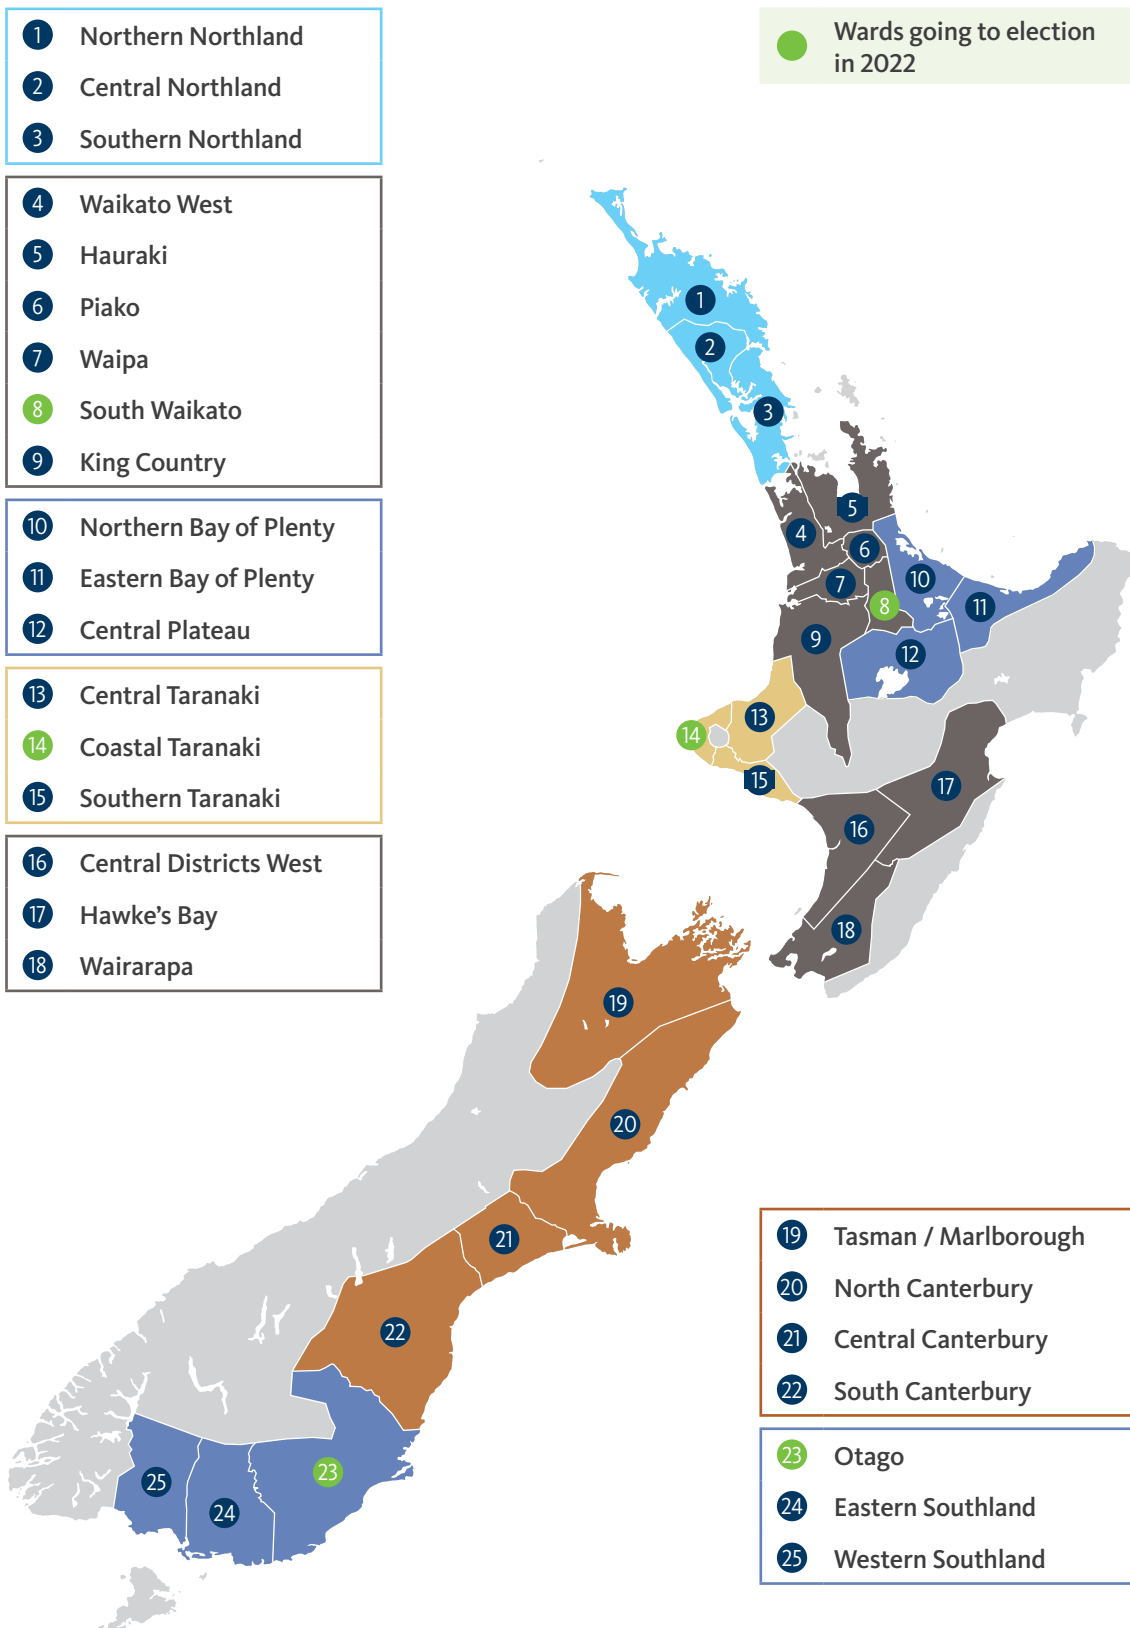 1 Northern Northland
2 Central Northland
3 Southern Northland
4 Waikato West
5 Hauraki
6 Piako
7 Waipa
8 South Waikato
9 King Country
10 Northern Bay of Plenty
11 Eastern Bay of Plenty
12 Central Plateau
13 Central Taranaki
14 Coastal Taranaki
15 Southern Taranaki
16 Central Districts West
17 Hawke's Bay
18 Wairarapa
Wards going to election
in 2022
1
2
3
4
5
6
7
8
9
10
11
12
13
14
15
16
17
18
19
20
21
22
23
24
25
19 Tasman / Marlborough
20 North Canterbury
21 Central Canterbury
22 South Canterbury
23 Otago
24 Eastern Southland
25 Western Southland